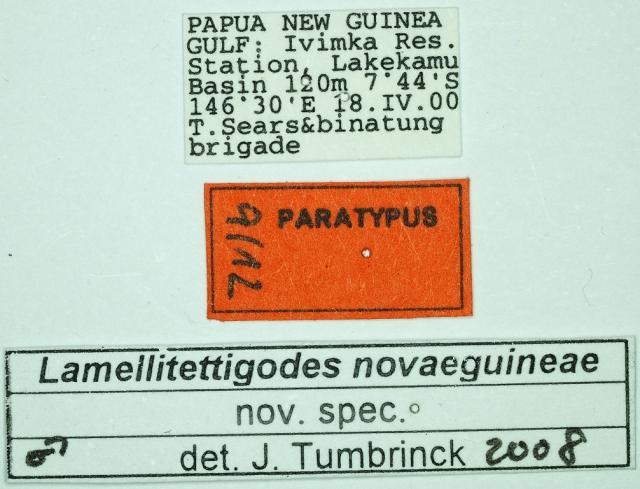 PAPUA NEW GUINEA
GULF: Ivimka Res.
Station, Lakekamu
Basin 120m 7°44'S
146°30'E 18.IV.00
T.Sears&binatung
brigade
PARATYPUS
Lamellitettigodes novaeguineae
nov. spec.
♂ det. J. Tumbrinck 2008